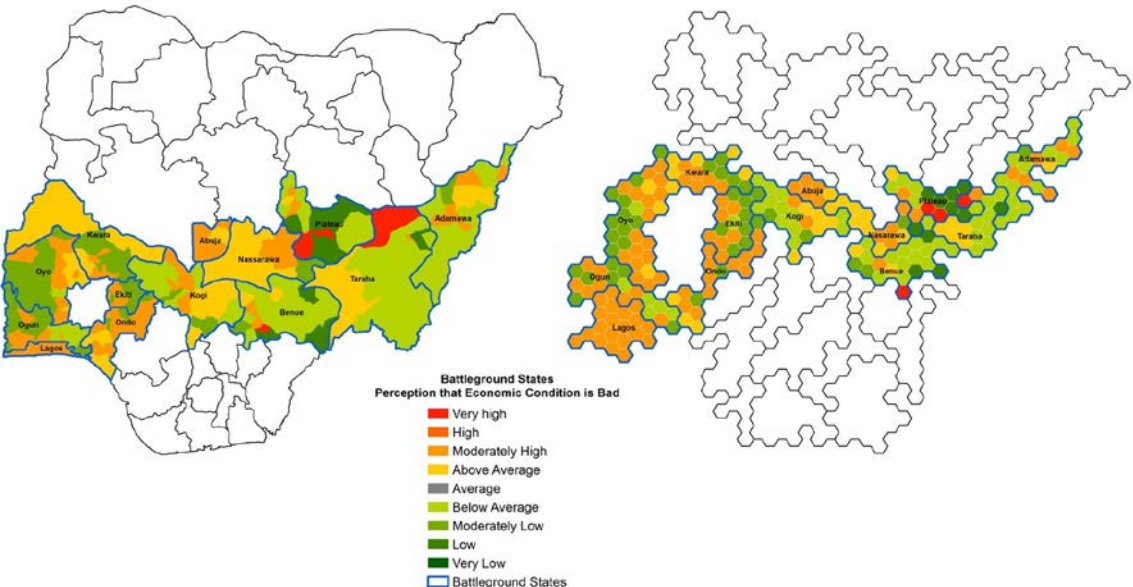 Kwara
Oyo
Ogun
Lagos
Ekiti
Ondo
Kogi
Abuja
Nassarawa
Plateau
Benue
Taraba
Adamawa
Kwara
Oyo
Ogun
Lagos
Ekiti
Ondo
Kogi
Abuja
Nasarawa
Plateau
Benue
Taraba
Adamawa
Battleground States
Perception that Economic Condition is Bad
Very high
High
Moderately High
Above Average
Average
Below Average
Moderately Low
Low
Very Low
Battleground States